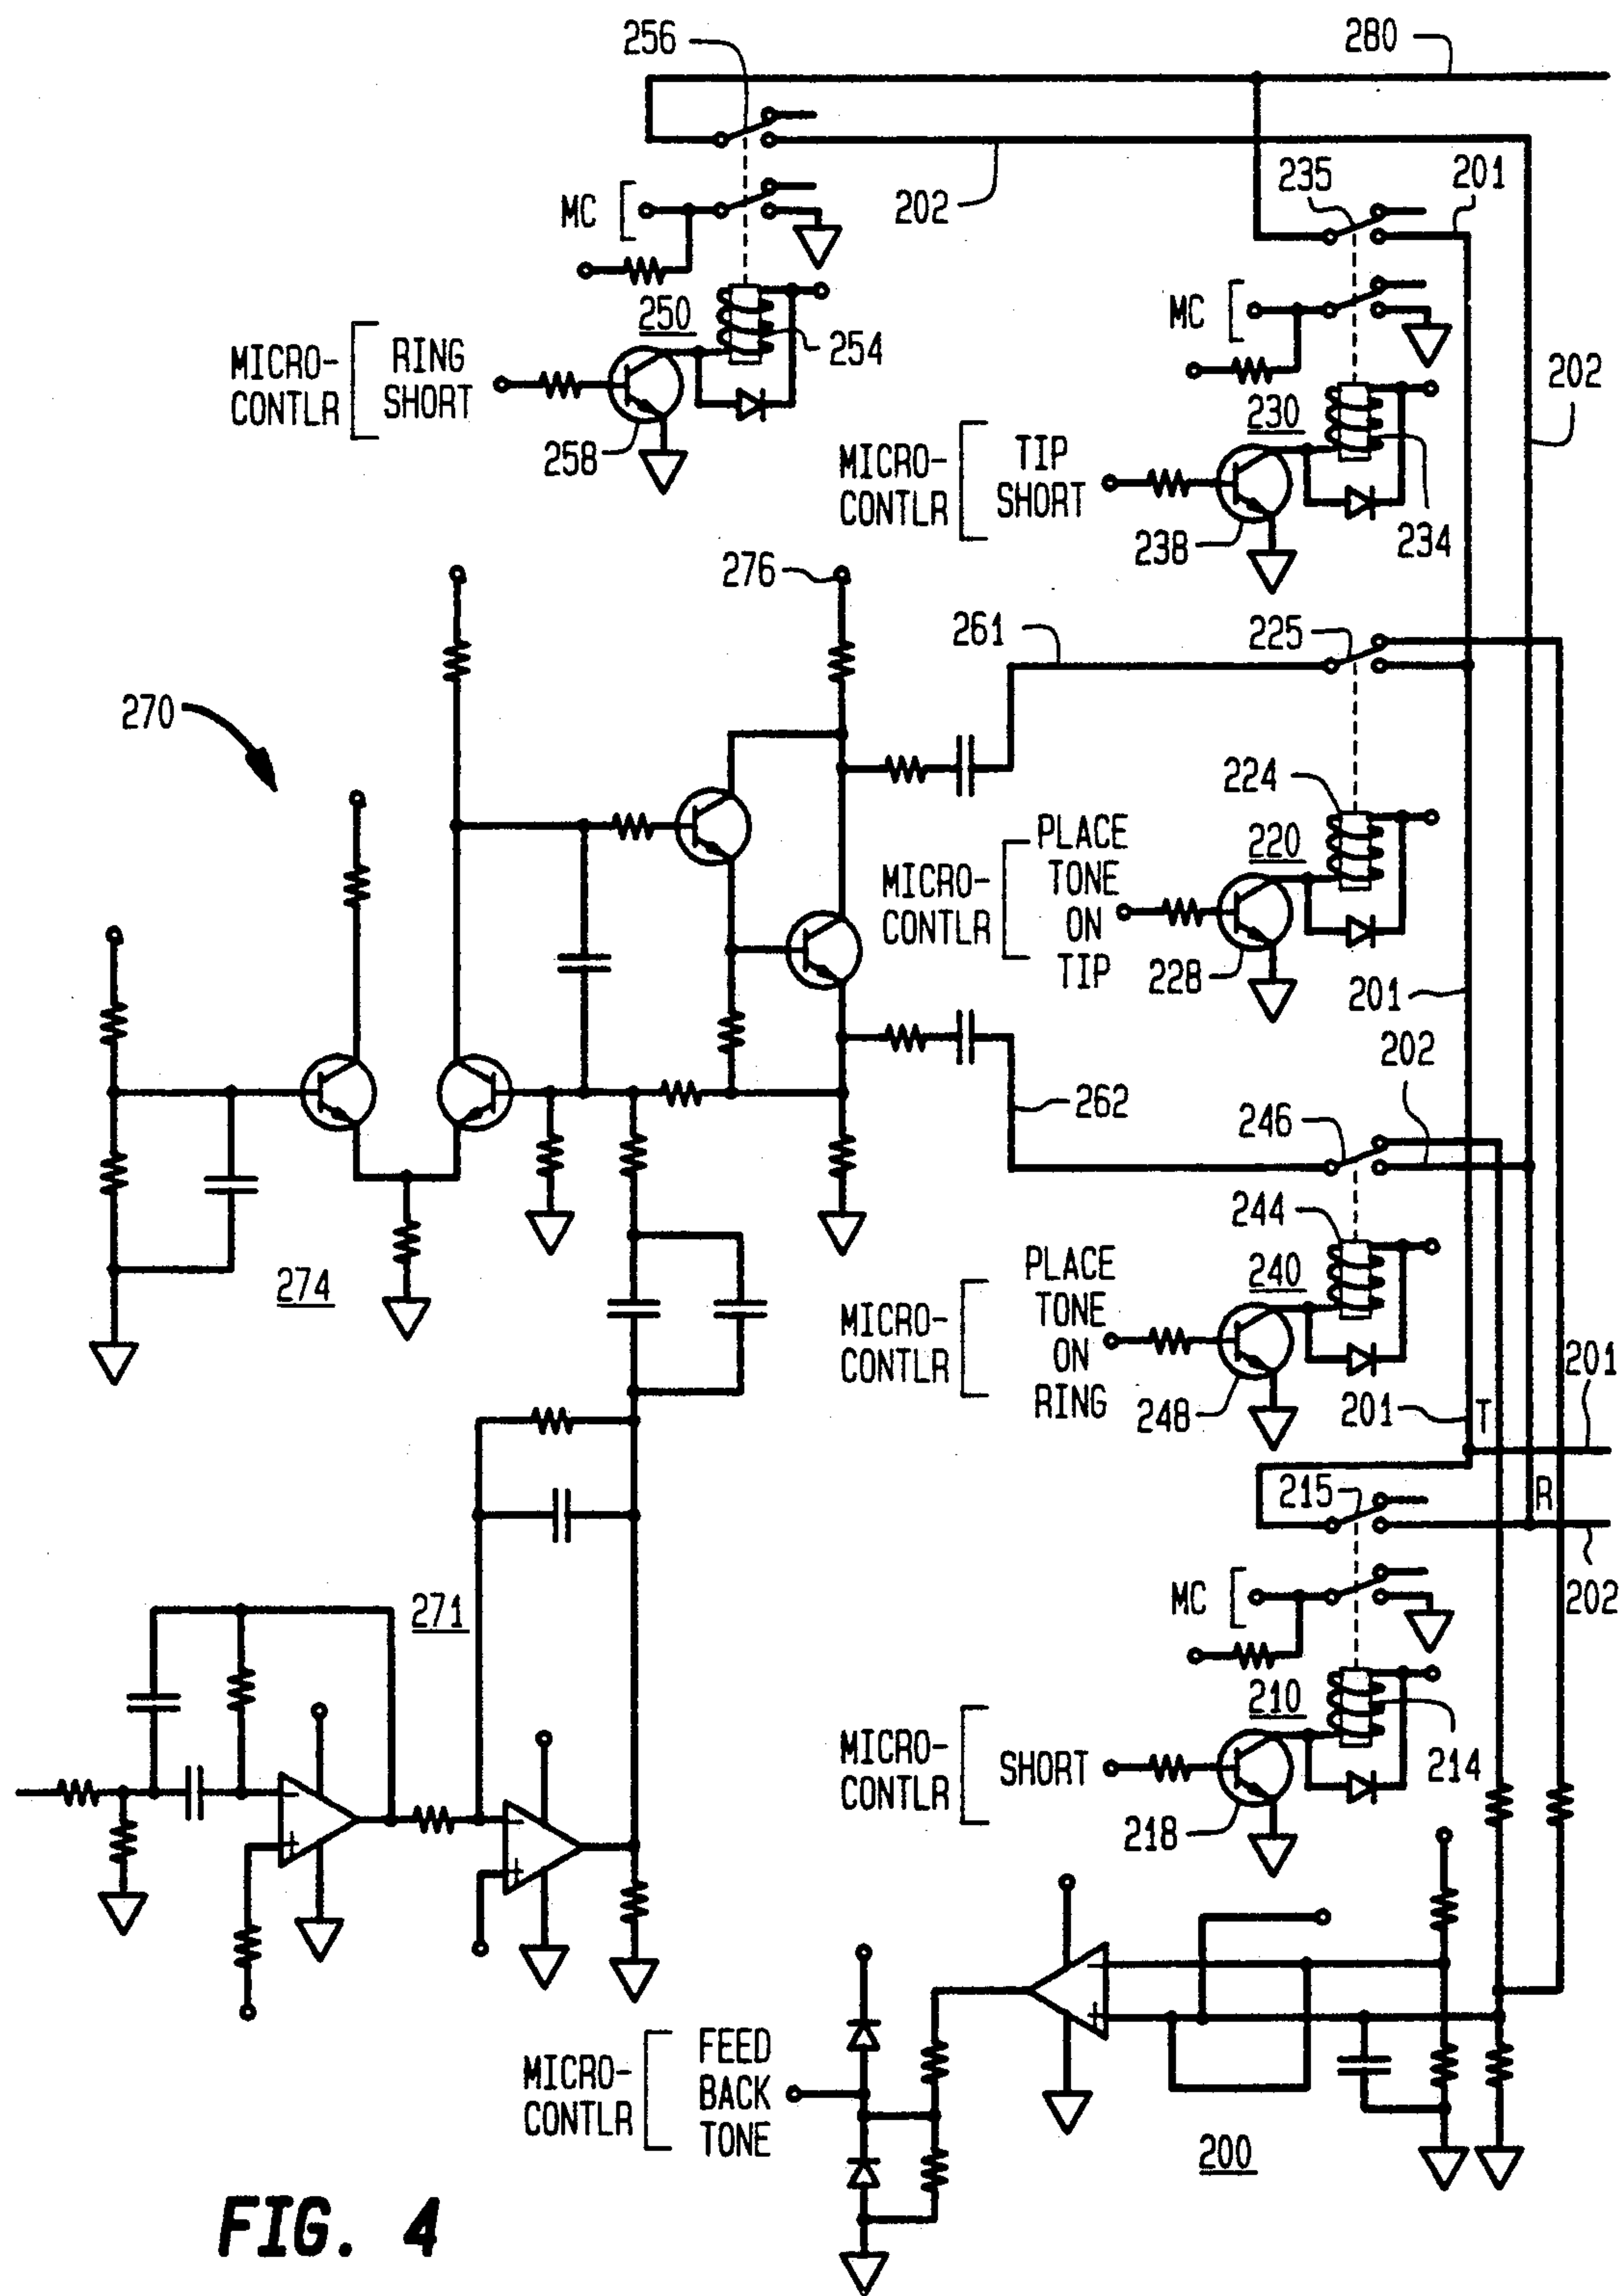 256
280
MC
202
235
201
250
254
MICRO-
CONTLR
RING
SHORT
258
MC
202
230
MICRO-
CONTLR
TIP
SHORT
238
234
276
261
225
270
224
PLACE
TONE
ON
TIP
MICRO-
CONTLR
220
228
201
202
262
246
244
274
PLACE
TONE
ON
RING
MICRO-
CONTLR
240
248
201
T
201
215
R
MC
202
271
210
MICRO-
CONTLR
SHORT
214
218
MICRO-
CONTLR
FEED
BACK
TONE
200
FIG. 4